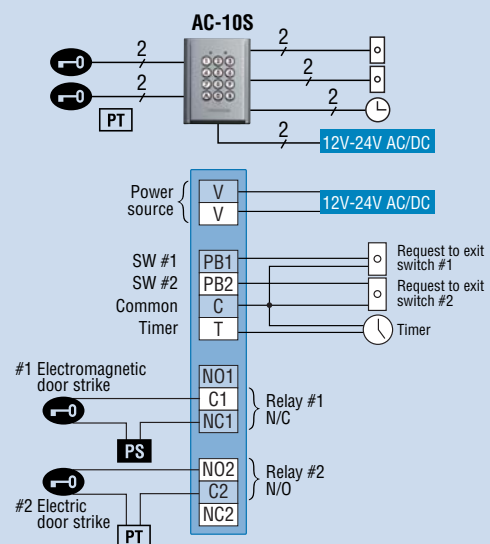 AC-10S
2
2
2
2
2
2
PT
12V-24V AC/DC
Power
source
V
V
12V-24V AC/DC
SW #1
PB1
Request to exit
switch #1
SW #2
PB2
Request to exit
switch #2
Common
C
Timer
T
Timer
#1 Electromagnetic
door strike
NO1
C1
NC1
Relay #1
N/C
PS
NO2
C2
NC2
Relay #2
N/O
#2 Electric
door strike
PT